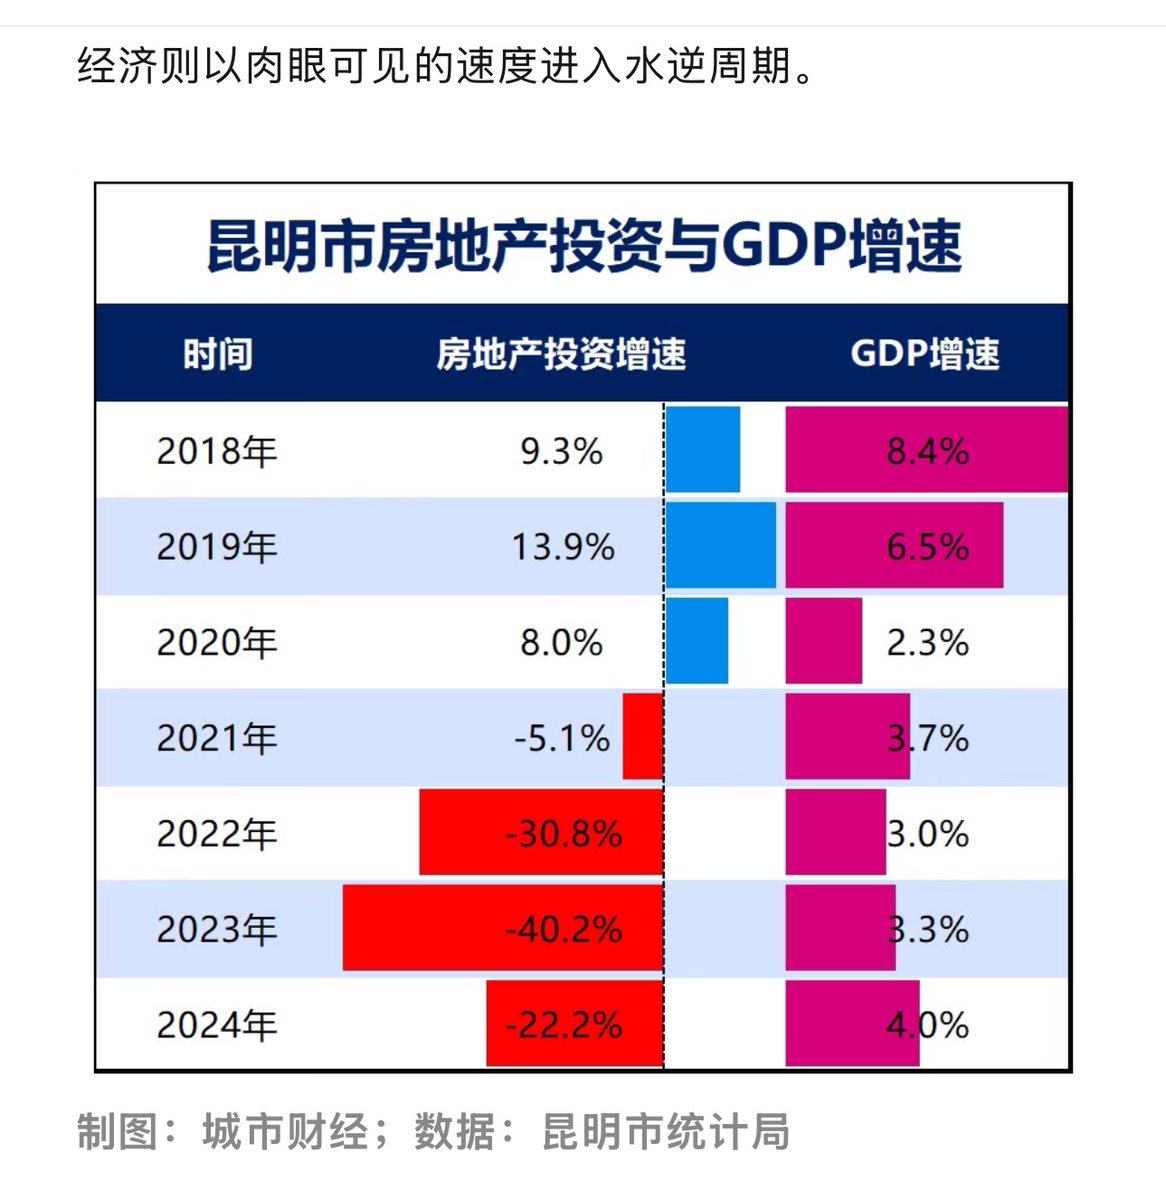 经济则以肉眼可见的速度进入水逆周期。
昆明市房地产投资与GDP增速
时间 房地产投资增速 GDP增速
2018年 9.3% 8.4%
2019年 13.9% 6.5%
2020年 8.0% 2.3%
2021年 -5.1% 3.7%
2022年 -30.8% 3.0%
2023年 -40.2% 3.3%
2024年 -22.2% 4.0%
制图：城市财经；数据：昆明市统计局